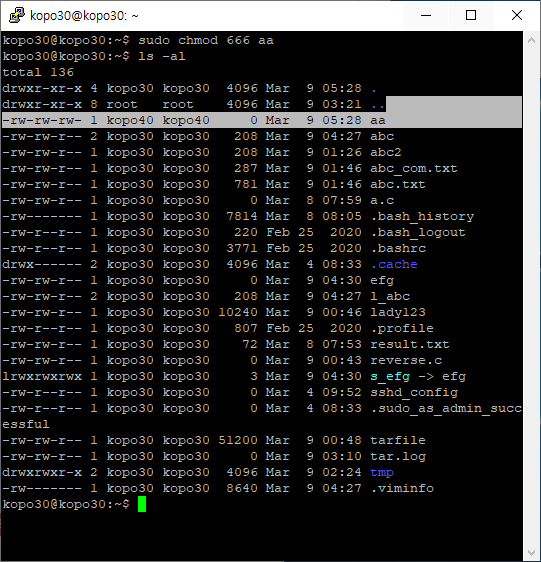 kopo30@kopo30: ~
kopo30@kopo30:~$ sudo chmod 666 aa
kopo30@kopo30:~$ ls -al
total 136
drwxr-xr-x 4 kopo30 kopo30  4096 Mar  9 05:28 .
drwxr-xr-x 8 root   root    4096 Mar  9 03:21 ..
-rw-rw-rw- 1 kopo40 kopo40     0 Mar  9 05:28 aa
-rw-rw-r-- 2 kopo30 kopo30   208 Mar  9 04:27 abc
-rw-rw-r-- 1 kopo30 kopo30   208 Mar  9 01:26 abc2
-rw-rw-r-- 1 kopo30 kopo30   287 Mar  9 01:46 abc_com.txt
-rw-rw-r-- 1 kopo30 kopo30   781 Mar  9 01:46 abc.txt
-rw-rw-r-- 1 kopo30 kopo30     0 Mar  8 07:59 a.c
-rw------- 1 kopo30 kopo30  7814 Mar  8 08:05 .bash_history
-rw-r--r-- 1 kopo30 kopo30   220 Feb 25  2020 .bash_logout
-rw-r--r-- 1 kopo30 kopo30  3771 Feb 25  2020 .bashrc
drwx------ 2 kopo30 kopo30  4096 Mar  4 08:33 .cache
-rw-rw-r-- 1 kopo30 kopo30     0 Mar  9 04:30 efg
-rw-rw-r-- 2 kopo30 kopo30   208 Mar  9 04:27 l_abc
-rw-rw-r-- 1 kopo30 kopo30 10240 Mar  9 00:46 lady123
-rw-r--r-- 1 kopo30 kopo30   807 Feb 25  2020 .profile
-rw-rw-r-- 1 kopo30 kopo30    72 Mar  8 07:53 result.txt
-rw-rw-r-- 1 kopo30 kopo30     0 Mar  9 00:43 reverse.c
lrwxrwxrwx 1 kopo30 kopo30     3 Mar  9 04:30 s_efg -> efg
-rw-rw-r-- 1 kopo30 kopo30     0 Mar  4 09:52 sshd_config
-rw-r--r-- 1 kopo30 kopo30     0 Mar  4 08:33 .sudo_as_admin_succ
essful
-rw-rw-r-- 1 kopo30 kopo30 51200 Mar  9 00:48 tarfile
-rw-rw-r-- 1 kopo30 kopo30     0 Mar  9 03:10 tar.log
drwxrwxr-x 2 kopo30 kopo30  4096 Mar  9 02:24 tmp
-rw------- 1 kopo30 kopo30  8640 Mar  9 04:27 .viminfo
kopo30@kopo30:~$